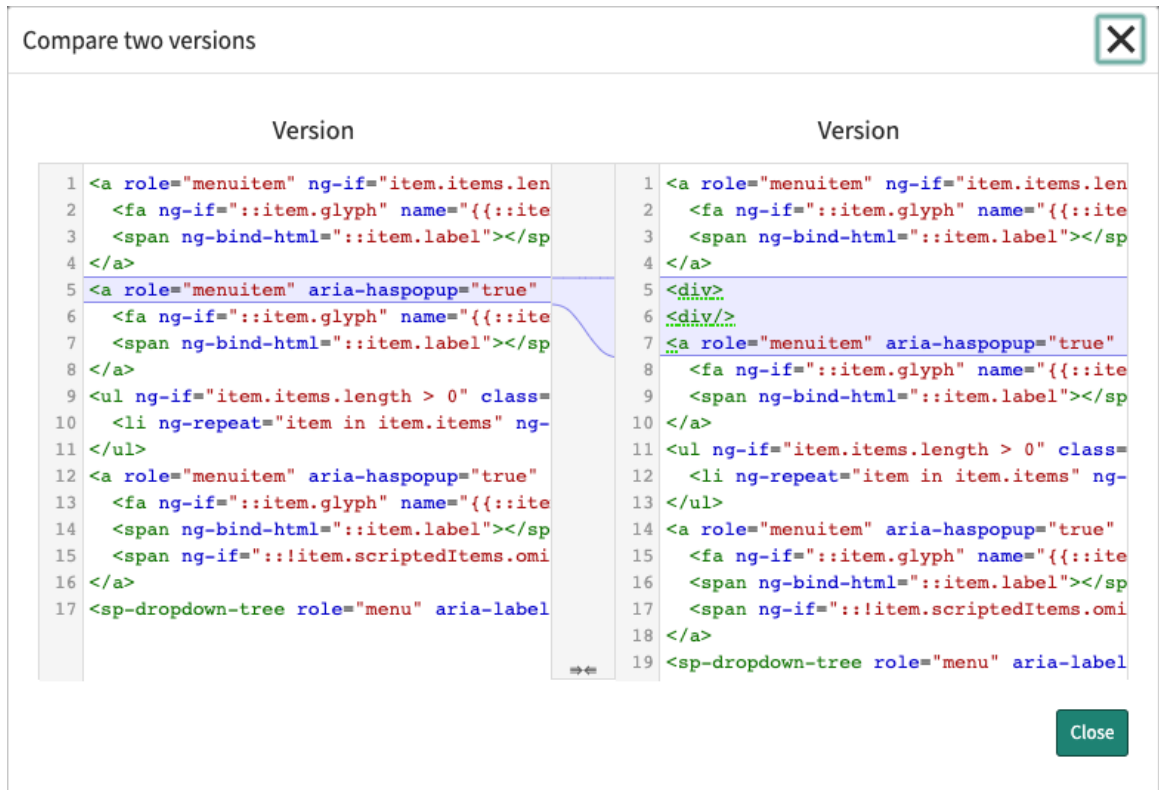 Compare two versions
Version
1 <a role="menuitem" ng-if="item.items.len
2   <fa ng-if="::item.glyph" name="{{::ite
3   <span ng-bind-html="::item.label"></sp
4 </a>
5 <a role="menuitem" aria-haspopup="true"
6   <fa ng-if="::item.glyph" name="{{::ite
7   <span ng-bind-html="::item.label"></sp
8 </a>
9 <ul ng-if="item.items.length > 0" class=
10   <li ng-repeat="item in item.items" ng-
11 </ul>
12 <a role="menuitem" aria-haspopup="true"
13   <fa ng-if="::item.glyph" name="{{::ite
14   <span ng-bind-html="::item.label"></sp
15   <span ng-if="::!item.scriptedItems.omi
16 </a>
17 <sp-dropdown-tree role="menu" aria-label
Version
1 <a role="menuitem" ng-if="item.items.len
2   <fa ng-if="::item.glyph" name="{{::ite
3   <span ng-bind-html="::item.label"></sp
4 </a>
5 <div>
6 <div/>
7 <a role="menuitem" aria-haspopup="true"
8   <fa ng-if="::item.glyph" name="{{::ite
9   <span ng-bind-html="::item.label"></sp
10 </a>
11 <ul ng-if="item.items.length > 0" class=
12   <li ng-repeat="item in item.items" ng-
13 </ul>
14 <a role="menuitem" aria-haspopup="true"
15   <fa ng-if="::item.glyph" name="{{::ite
16   <span ng-bind-html="::item.label"></sp
17   <span ng-if="::!item.scriptedItems.omi
18 </a>
19 <sp-dropdown-tree role="menu" aria-label
Close